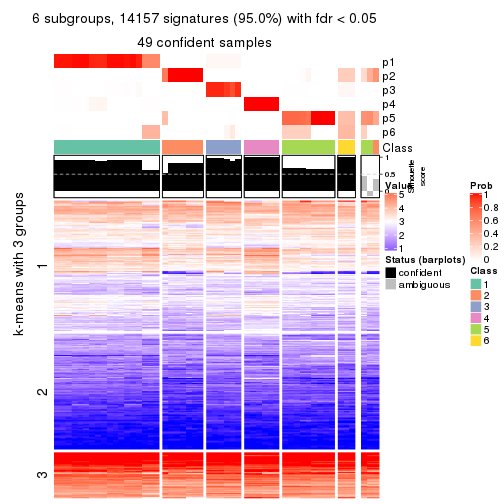 6 subgroups, 14157 signatures (95.0%) with fdr < 0.05
49 confident samples
p1
p2
p3
p4
p5
p6
Class
1
0.5
0
Silhouette
score
k-means with 3 groups
1
2
3
Value
5
4
3
2
1
Status (barplots)
confident
ambiguous
Prob
1
0.8
0.6
0.4
0.2
0
Class
1
2
3
4
5
6